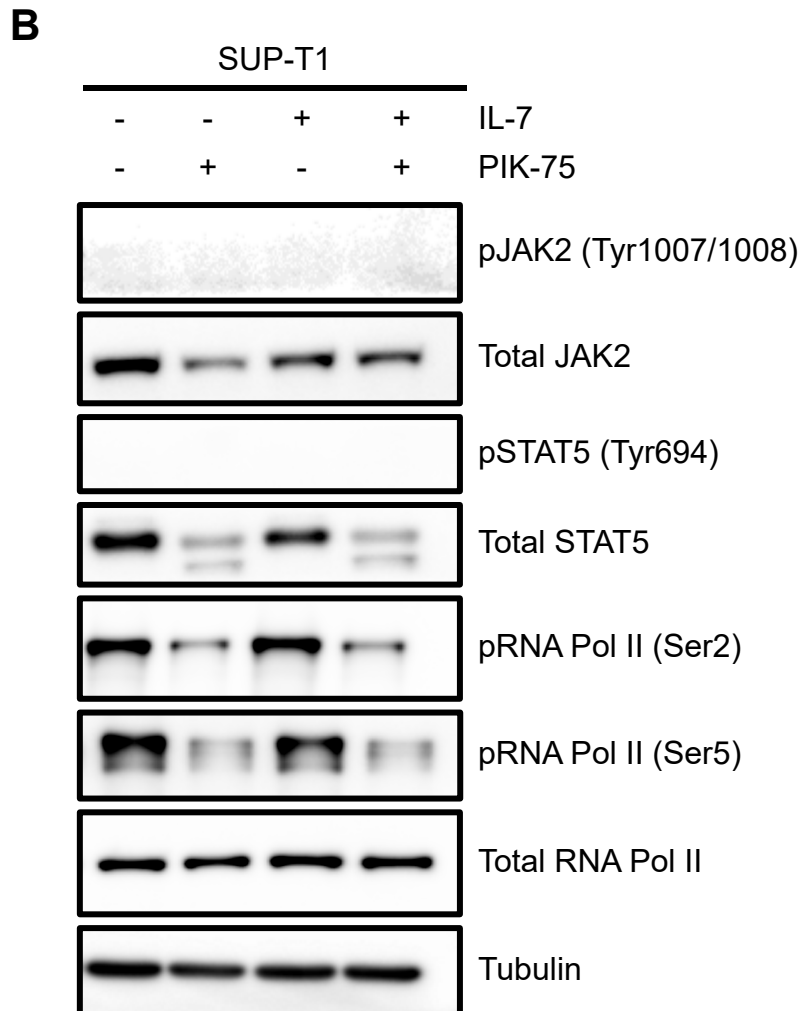 B
SUP-T1
- - + + IL-7
- + - + PIK-75
pJAK2 (Tyr1007/1008)
Total JAK2
pSTAT5 (Tyr694)
Total STAT5
pRNA Pol II (Ser2)
pRNA Pol II (Ser5)
Total RNA Pol II
Tubulin